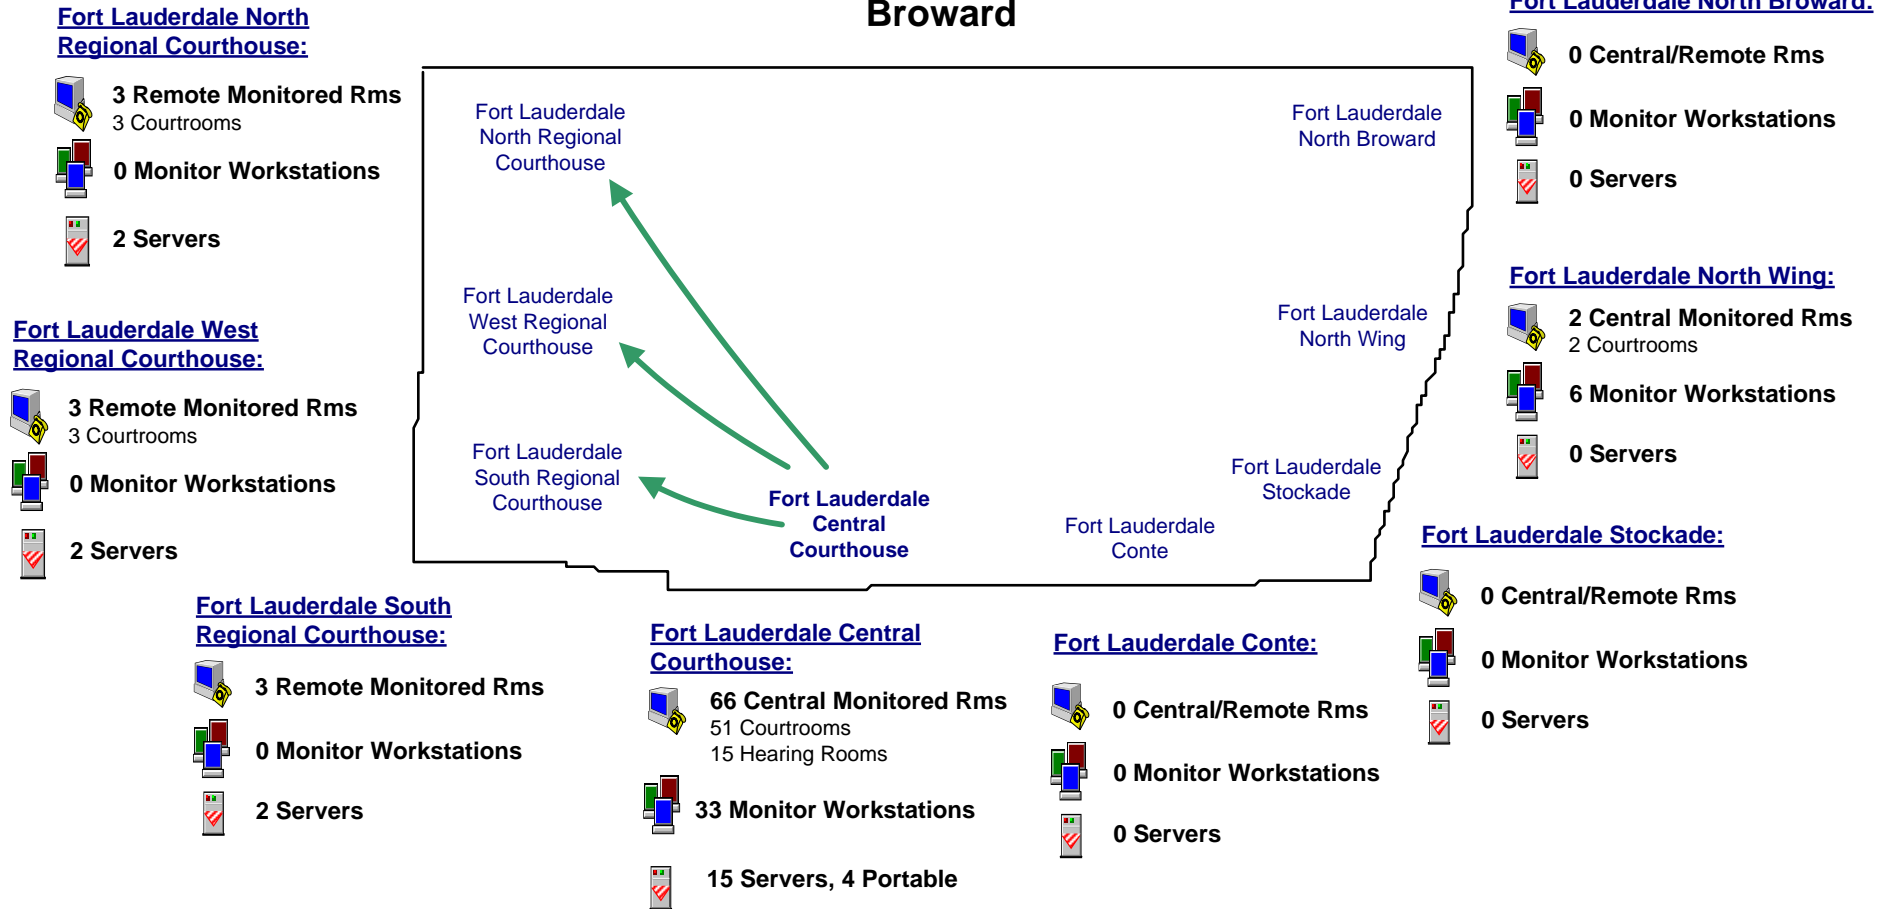 Broward
Fort Lauderdale North
Regional Courthouse:
3 Remote Monitored Rms
3 Courtrooms
0 Monitor Workstations
2 Servers
Fort Lauderdale West
Regional Courthouse:
3 Remote Monitored Rms
3 Courtrooms
0 Monitor Workstations
2 Servers
Fort Lauderdale
North Regional
Courthouse
Fort Lauderdale
West Regional
Courthouse
Fort Lauderdale
South Regional
Courthouse
Fort Lauderdale
Central
Courthouse
Fort Lauderdale
North Broward
Fort Lauderdale
North Wing
Fort Lauderdale
Stockade
Fort Lauderdale
Conte
Fort Lauderdale North Broward:
0 Central/Remote Rms
0 Monitor Workstations
0 Servers
Fort Lauderdale North Wing:
2 Central Monitored Rms
2 Courtrooms
6 Monitor Workstations
0 Servers
Fort Lauderdale Stockade:
0 Central/Remote Rms
0 Monitor Workstations
0 Servers
Fort Lauderdale South
Regional Courthouse:
3 Remote Monitored Rms
0 Monitor Workstations
2 Servers
Fort Lauderdale Central
Courthouse:
66 Central Monitored Rms
51 Courtrooms
15 Hearing Rooms
33 Monitor Workstations
15 Servers, 4 Portable
Fort Lauderdale Conte:
0 Central/Remote Rms
0 Monitor Workstations
0 Servers